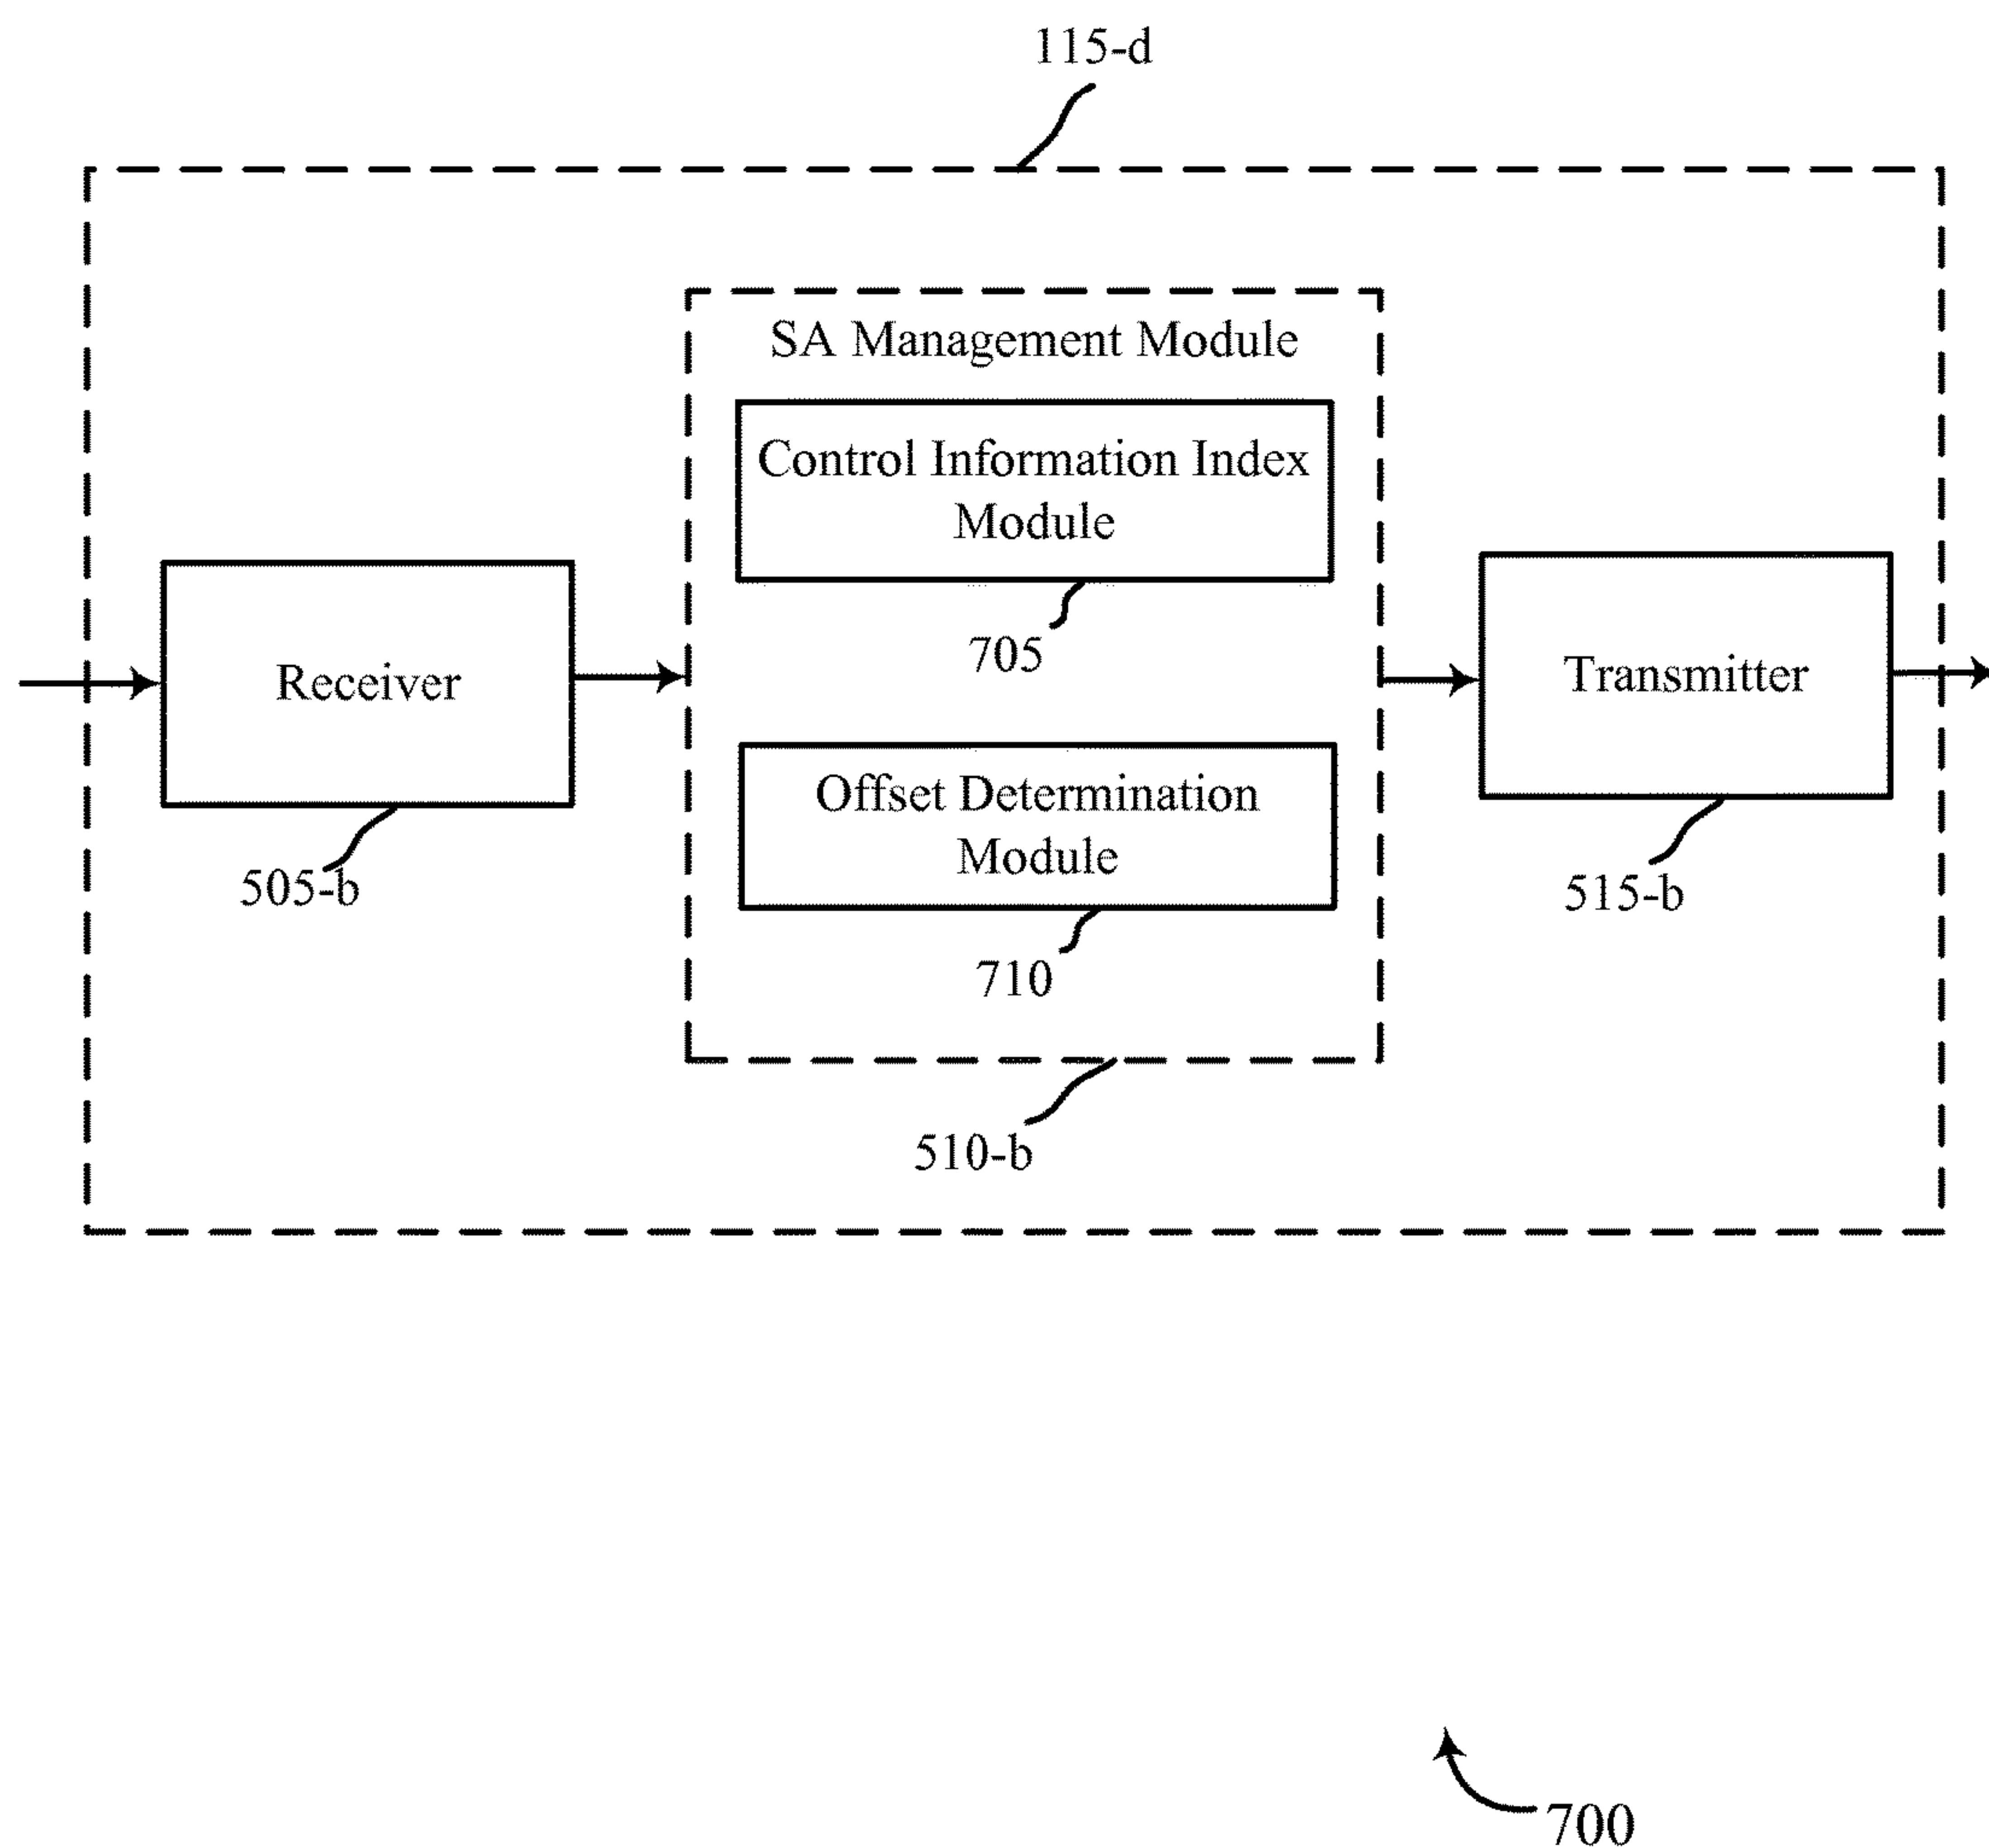 115-d
SA Management Module
Control Information Index
Module
705
Receiver
505-b
Offset Determination
Module
710
510-b
Transmitter
515-b
700